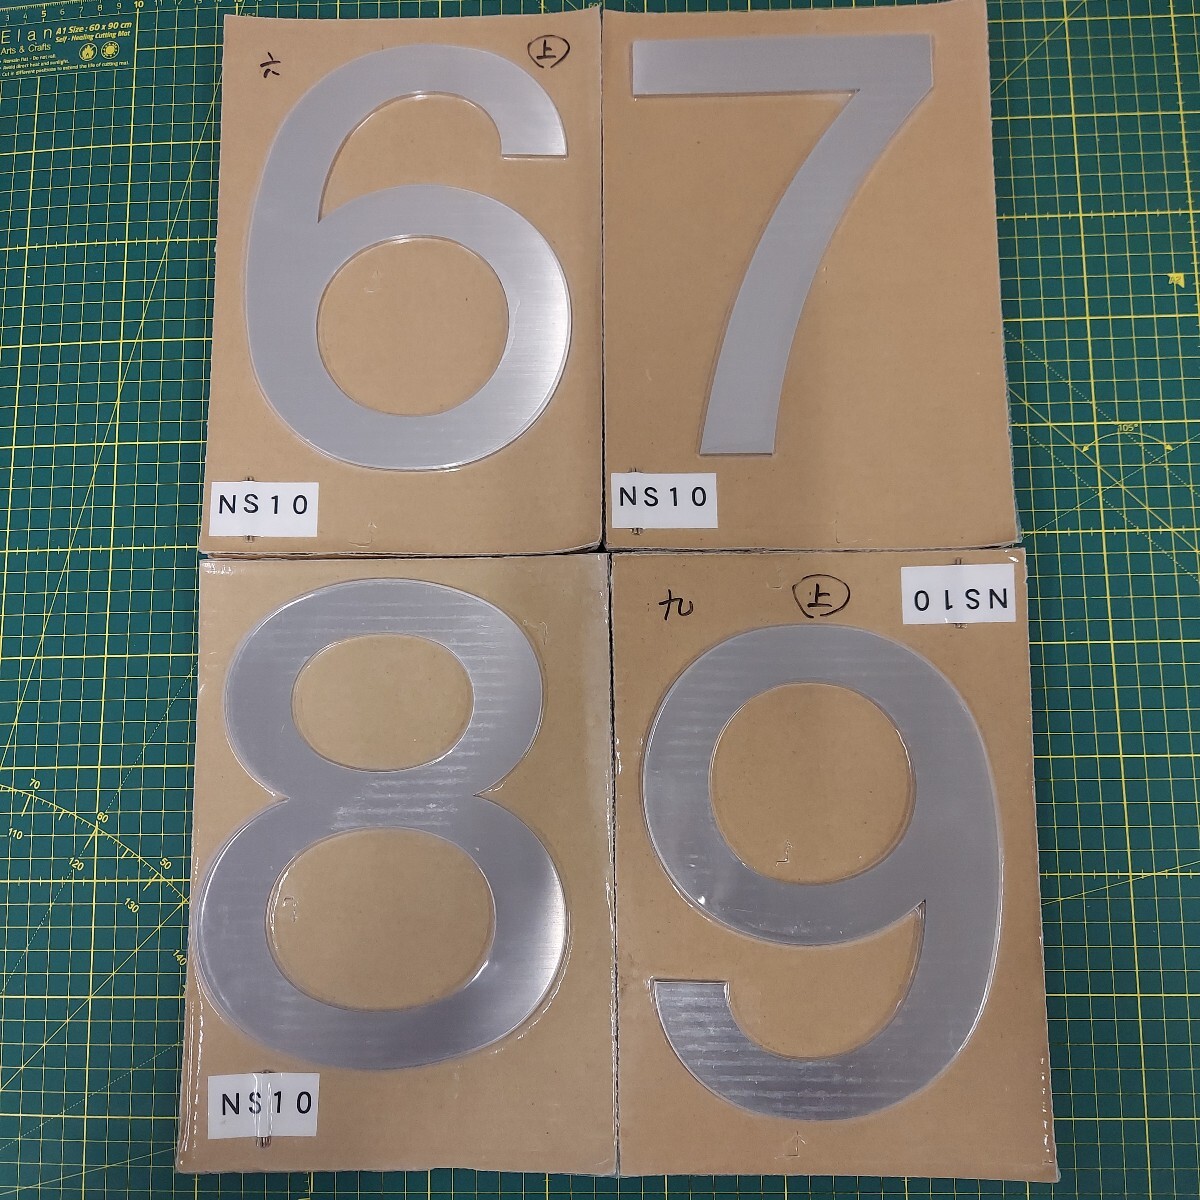 Elan
Arts & Crafts
A1 Size : 60 x 90 cm
Self - Healing Cutting Mat
六
上
6
7
NS10
NS10
九
上
NS10
8
9
NS10